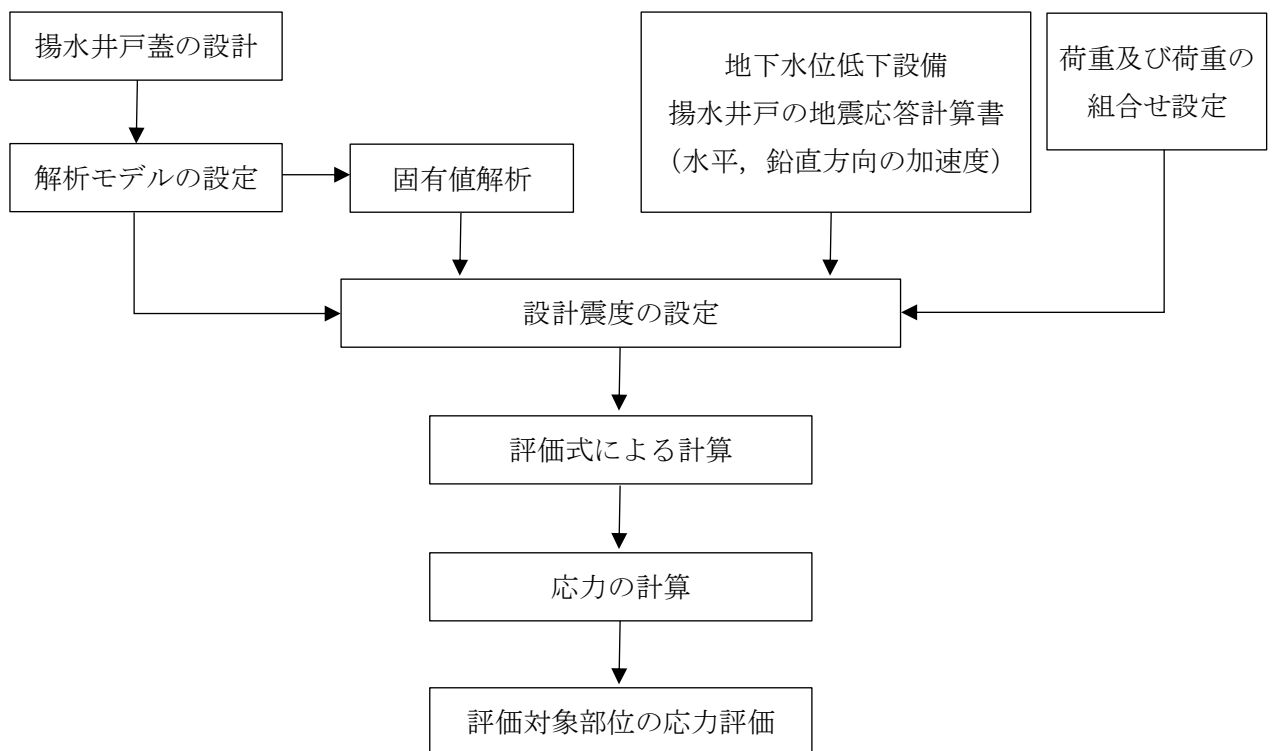 揚水井戸蓋の設計
地下水位低下設備
揚水井戸の地震応答計算書
（水平，鉛直方向の加速度）
荷重及び荷重の
組合せ設定
解析モデルの設定
固有値解析
設計震度の設定
評価式による計算
応力の計算
評価対象部位の応力評価